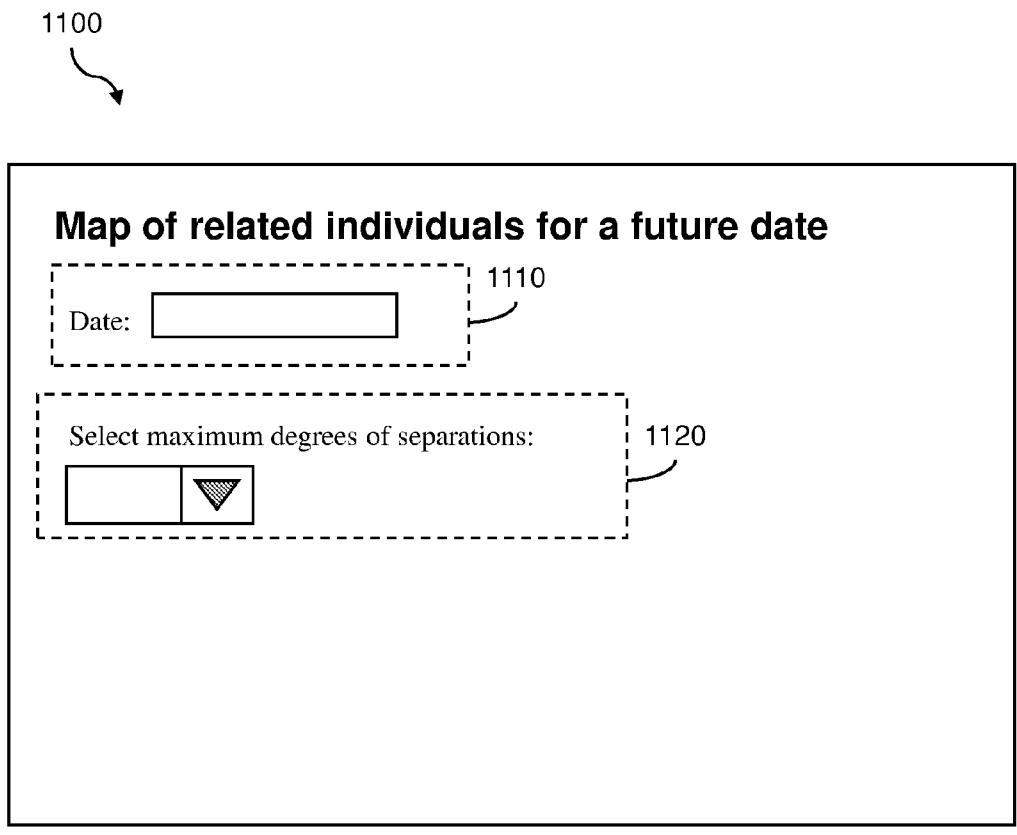 1100
Map of related individuals for a future date
1110
Date:
Select maximum degrees of separations:
1120